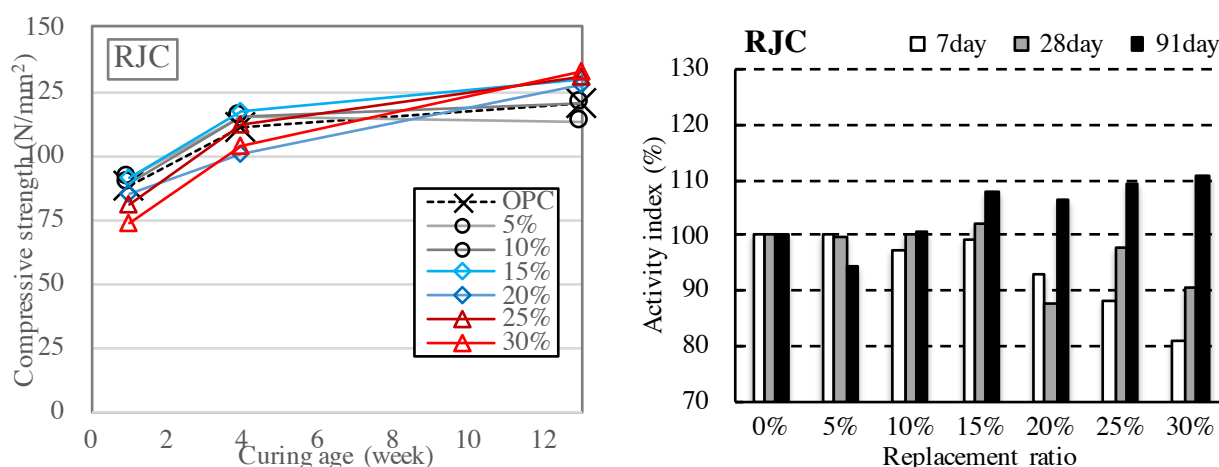 RJC
Compressive strength (N/mm²)
150
125
100
75
50
25
0
0 2 4 6 8 10 12
Curing age (week)
OPC
5%
10%
15%
20%
25%
30%
RJC
7day 28day 91day
Activity index (%)
130
120
110
100
90
80
70
0% 5% 10% 15% 20% 25% 30%
Replacement ratio